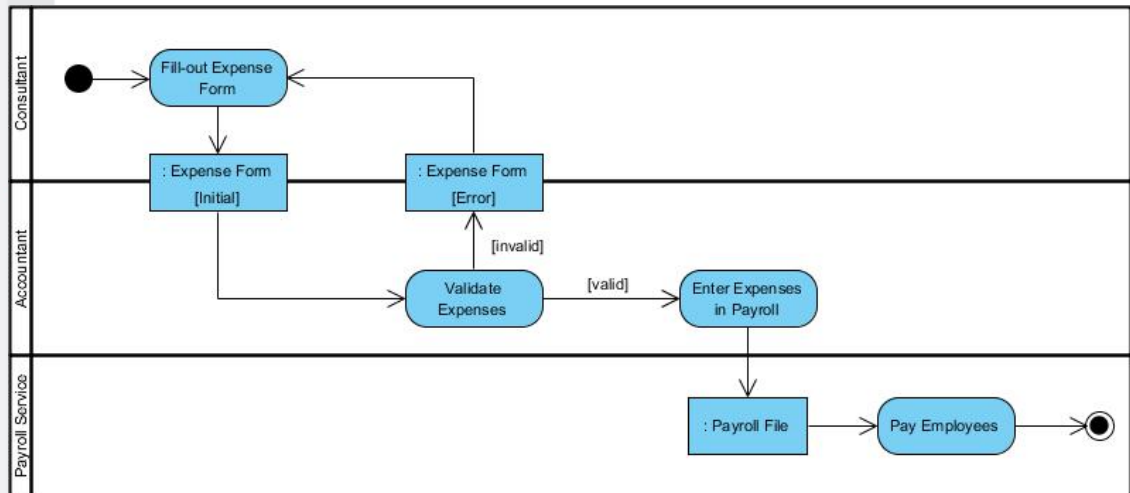 Consultant
Fill-out Expense
Form
: Expense Form
[Initial]
: Expense Form
[Error]
Accountant
[invalid]
Validate
Expenses
[valid]
Enter Expenses
in Payroll
Payroll Service
: Payroll File
Pay Employees